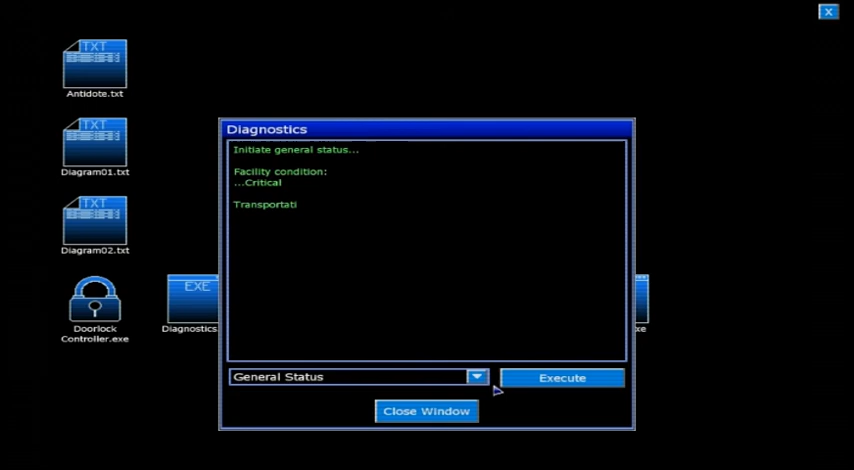 X
TXT
Antidote.txt
TXT
Diagram01.txt
TXT
Diagram02.txt
Doorlock
Controller.exe
EXE
Diagnostics.
xe
Diagnostics
Initiate general status...
Facility condition:
...Critical
Transportati
General Status
Execute
Close Window